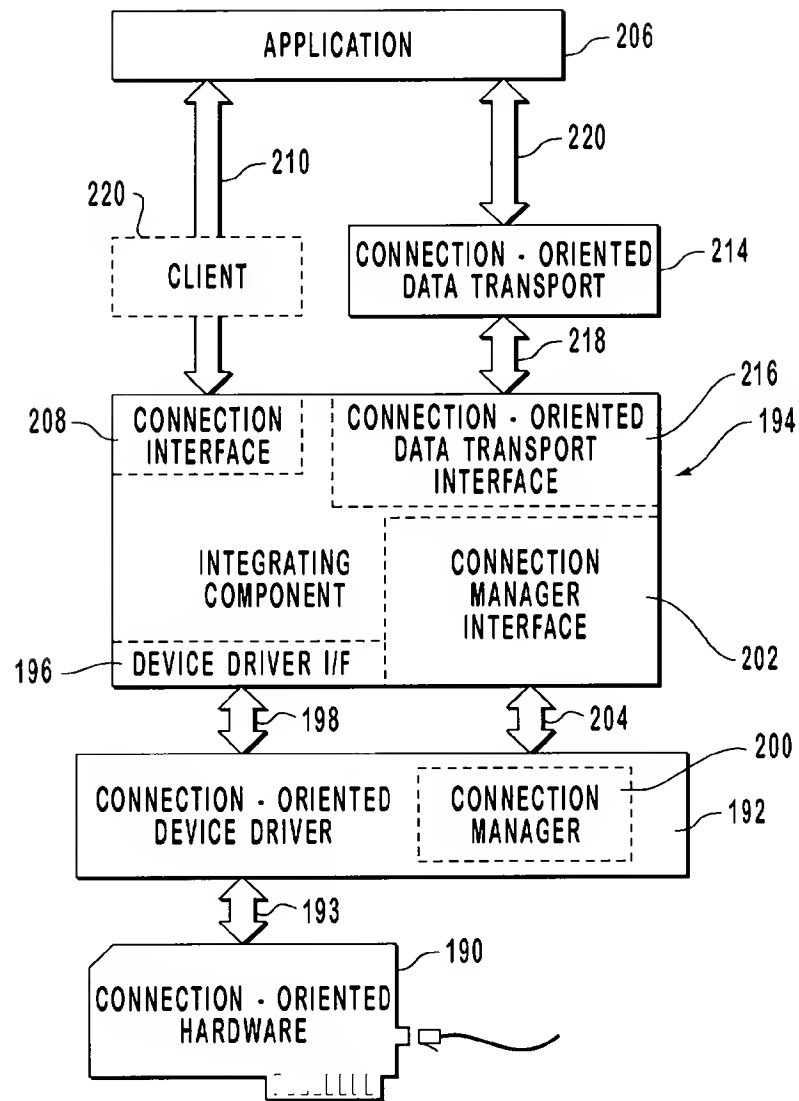 APPLICATION
206
210
220
220
CLIENT
CONNECTION - ORIENTED
DATA TRANSPORT
214
218
216
194
208
CONNECTION
INTERFACE
CONNECTION - ORIENTED
DATA TRANSPORT
INTERFACE
INTEGRATING
COMPONENT
CONNECTION
MANAGER
INTERFACE
202
196
DEVICE DRIVER I/F
198
204
200
CONNECTION - ORIENTED
DEVICE DRIVER
CONNECTION
MANAGER
192
193
190
CONNECTION - ORIENTED
HARDWARE